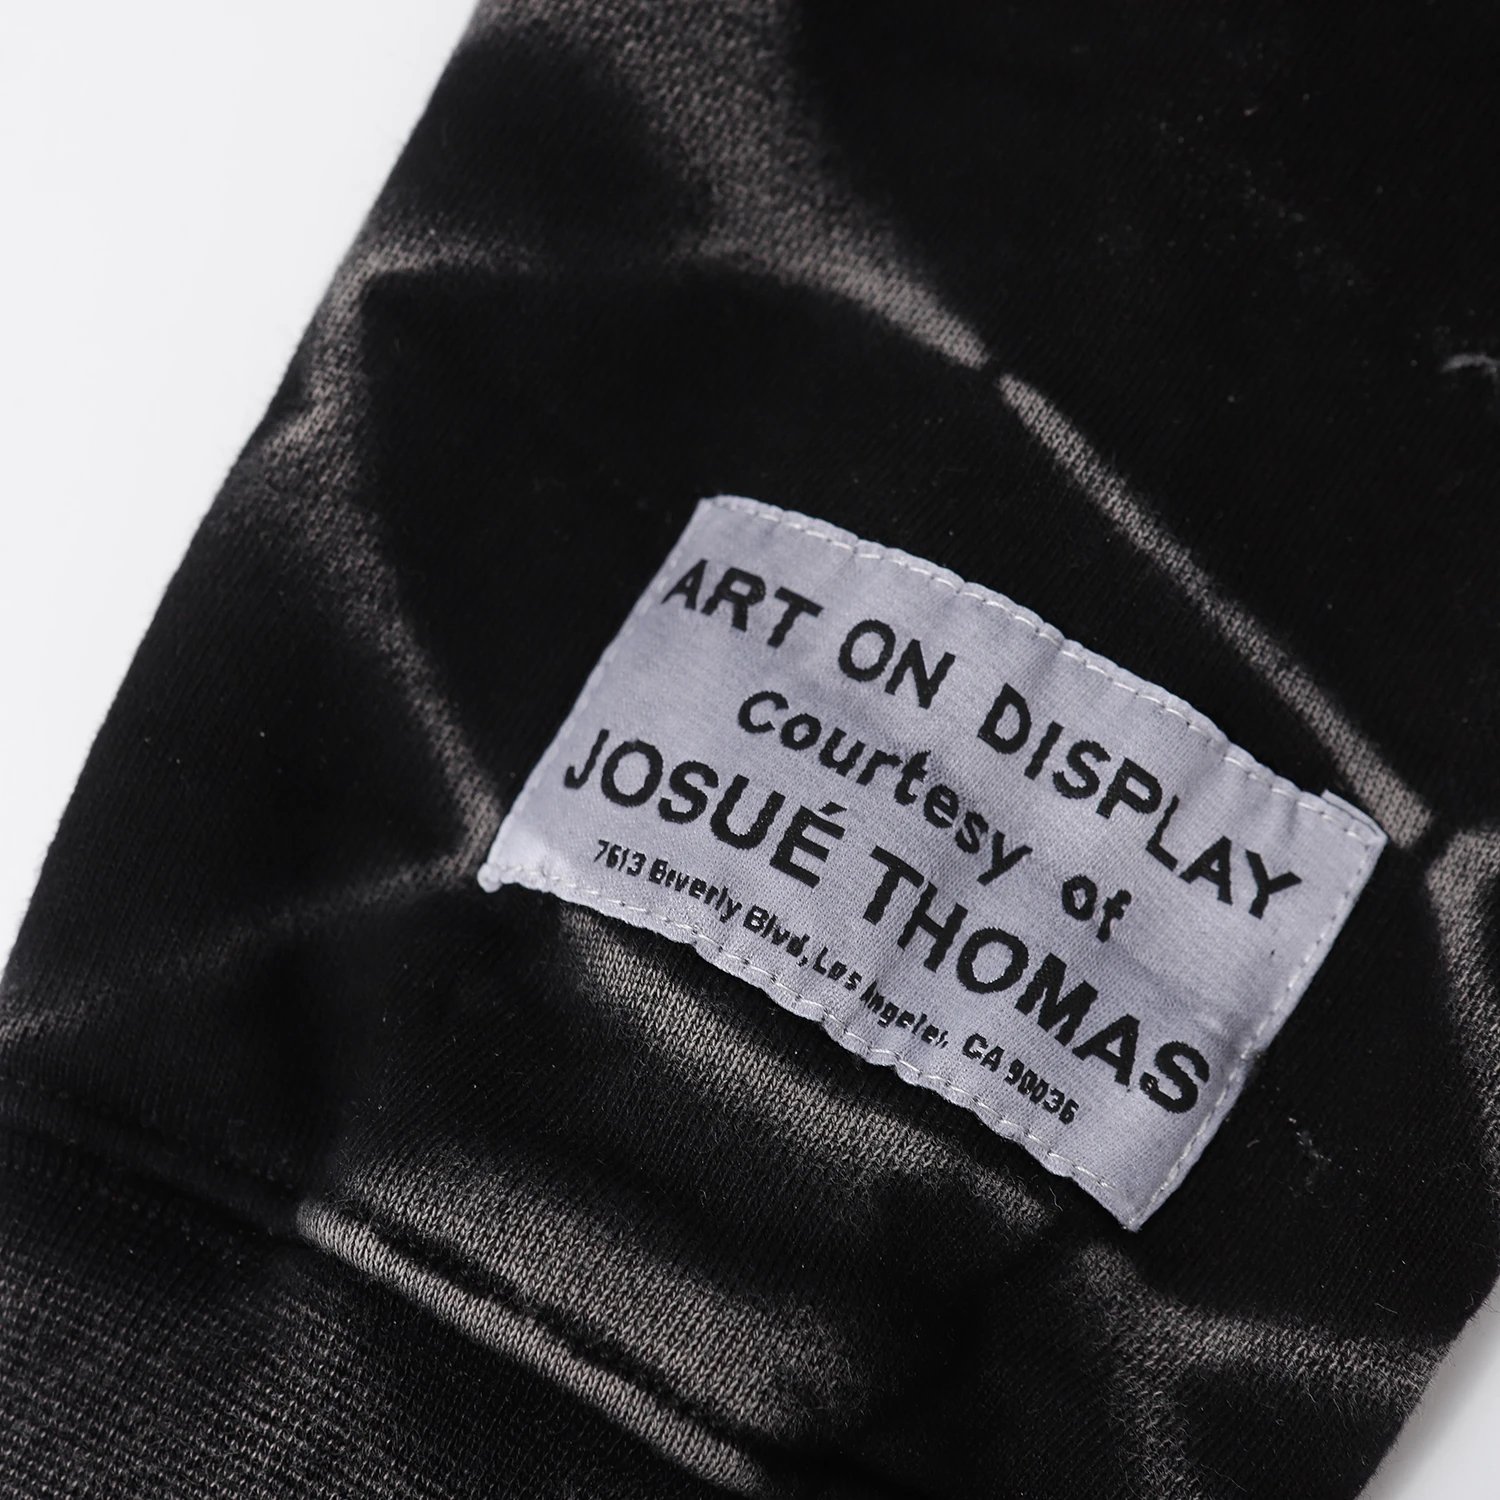 ART ON DISPLAY
Courtesy of
JOSUÉ THOMAS
7613 Beverly Blvd, Los Angeles, CA 90036